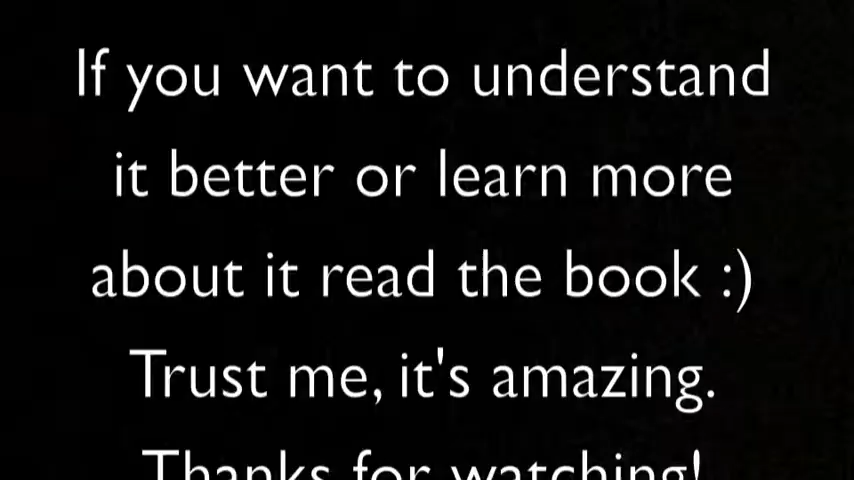 If you want to understand
it better or learn more
about it read the book :)
Trust me, it's amazing.
Thanks for watching!